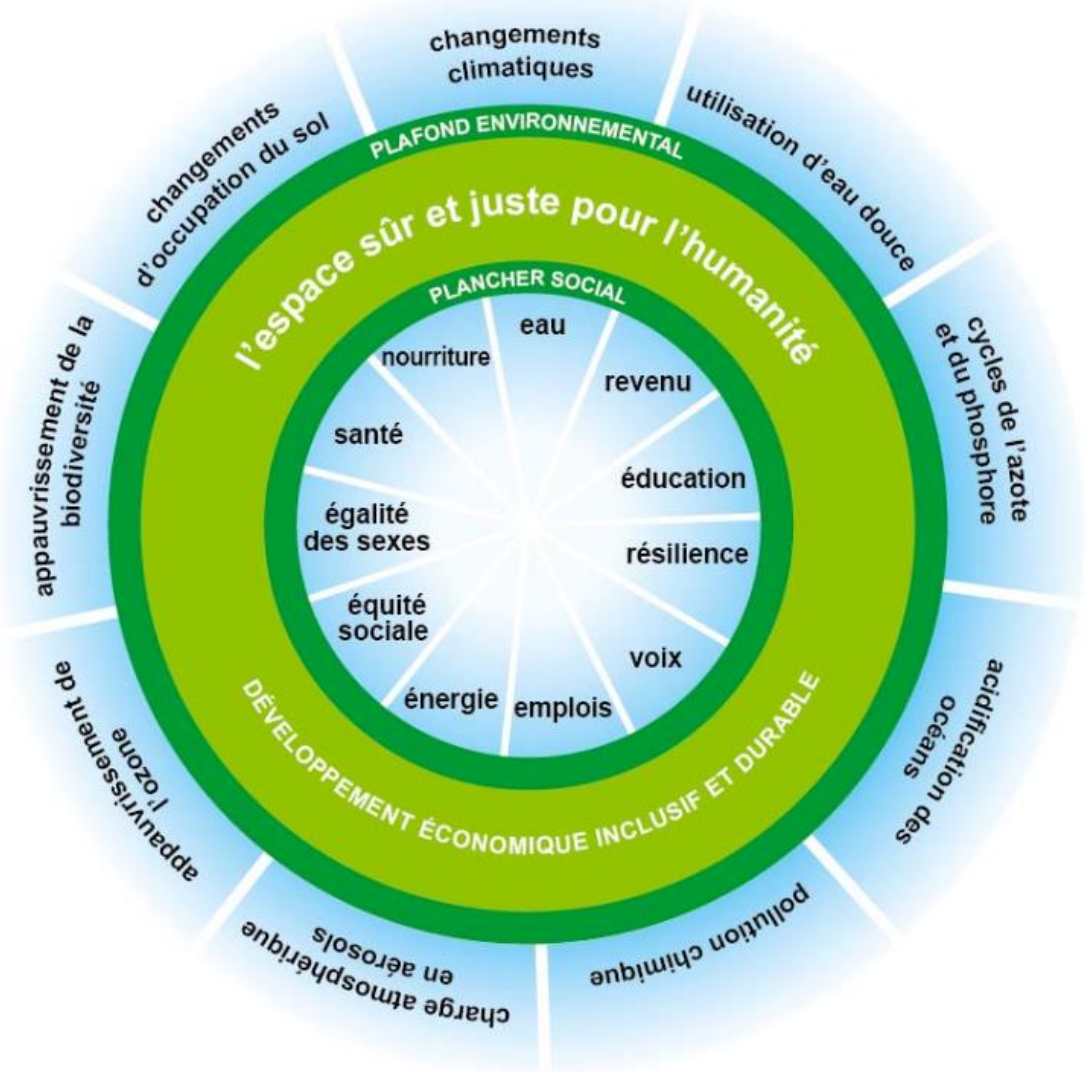 changements
climatiques
utilisation d'eau douce
cycles de l'azote
et du phosphore
acidification des
océans
pollution chimique
charge atmosphérique
en aérosols
appauvrissement de
l'ozone
appauvrissement de la
biodiversité
changements
d'occupation du sol
PLAFOND ENVIRONNEMENTAL
l'espace sûr et juste pour l'humanité
PLANCHER SOCIAL
eau
revenu
éducation
résilience
voix
emplois
énergie
équité
sociale
égalité
des sexes
santé
nourriture
DÉVELOPPEMENT ÉCONOMIQUE INCLUSIF ET DURABLE